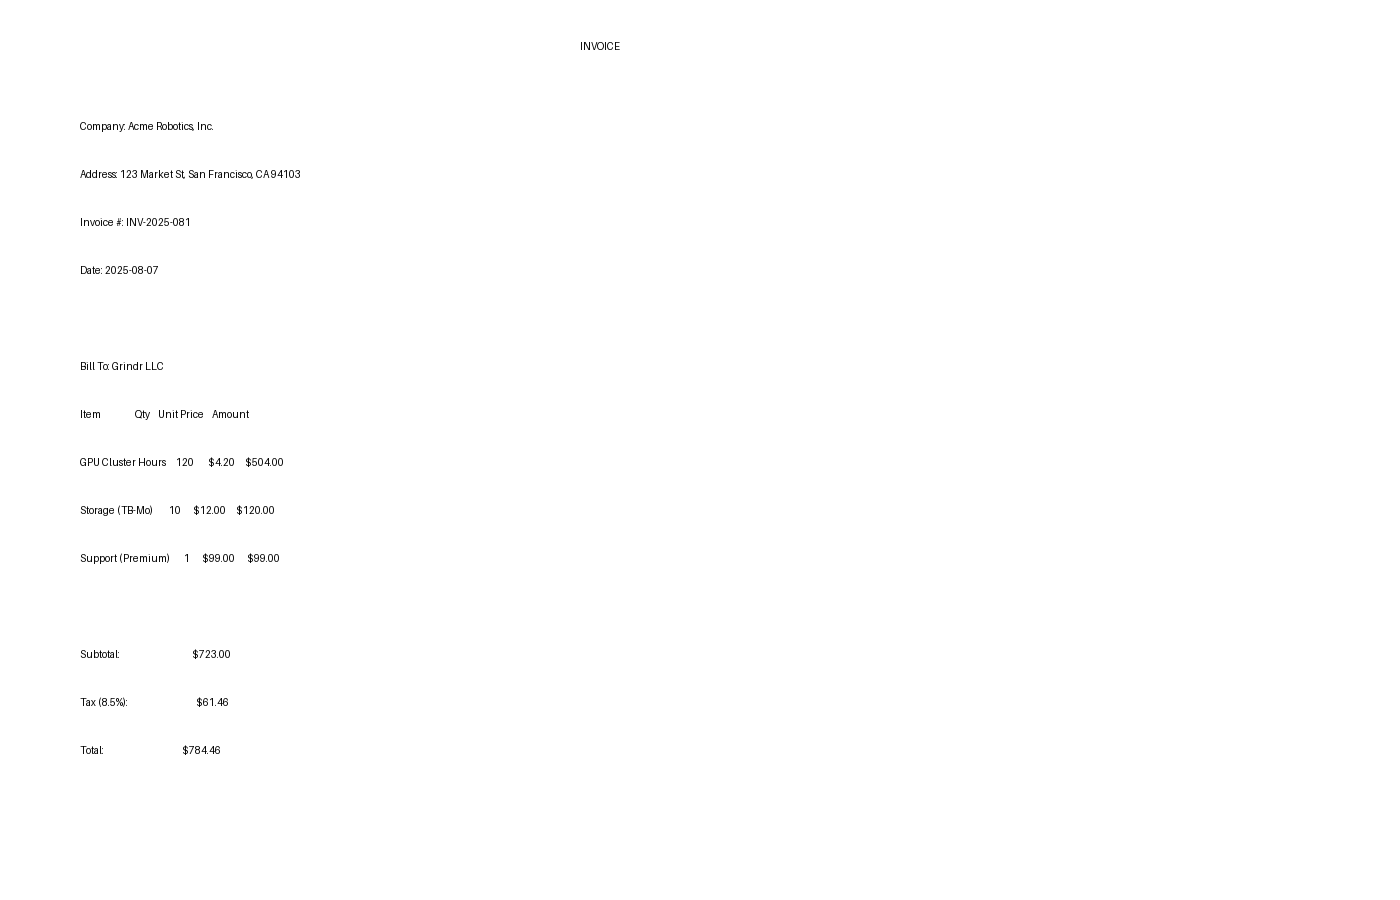 INVOICE
Company: Acme Robotics, Inc.
Address: 123 Market St, San Francisco, CA 94103
Invoice #: INV-2025-081
Date: 2025-08-07
Bill To: Grindr LLC
Item Qty Unit Price Amount
GPU Cluster Hours 120 $4.20 $504.00
Storage (TB-Mo) 10 $12.00 $120.00
Support (Premium) 1 $99.00 $99.00
Subtotal: $723.00
Tax (8.5%): $61.46
Total: $784.46